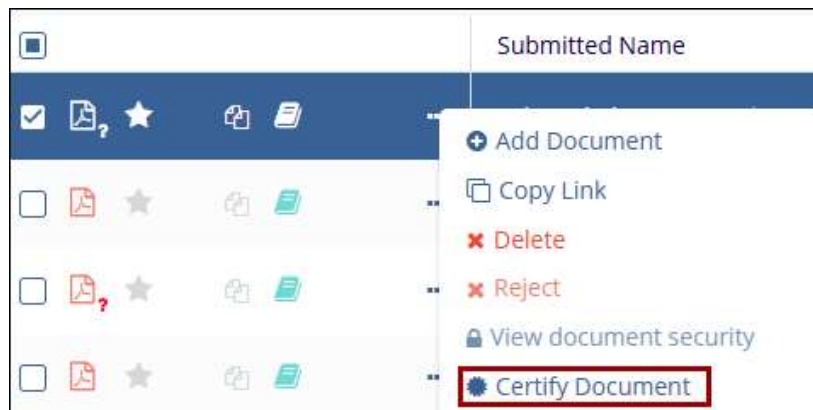 Submitted Name
Add Document
Copy Link
Delete
Reject
View document security
Certify Document